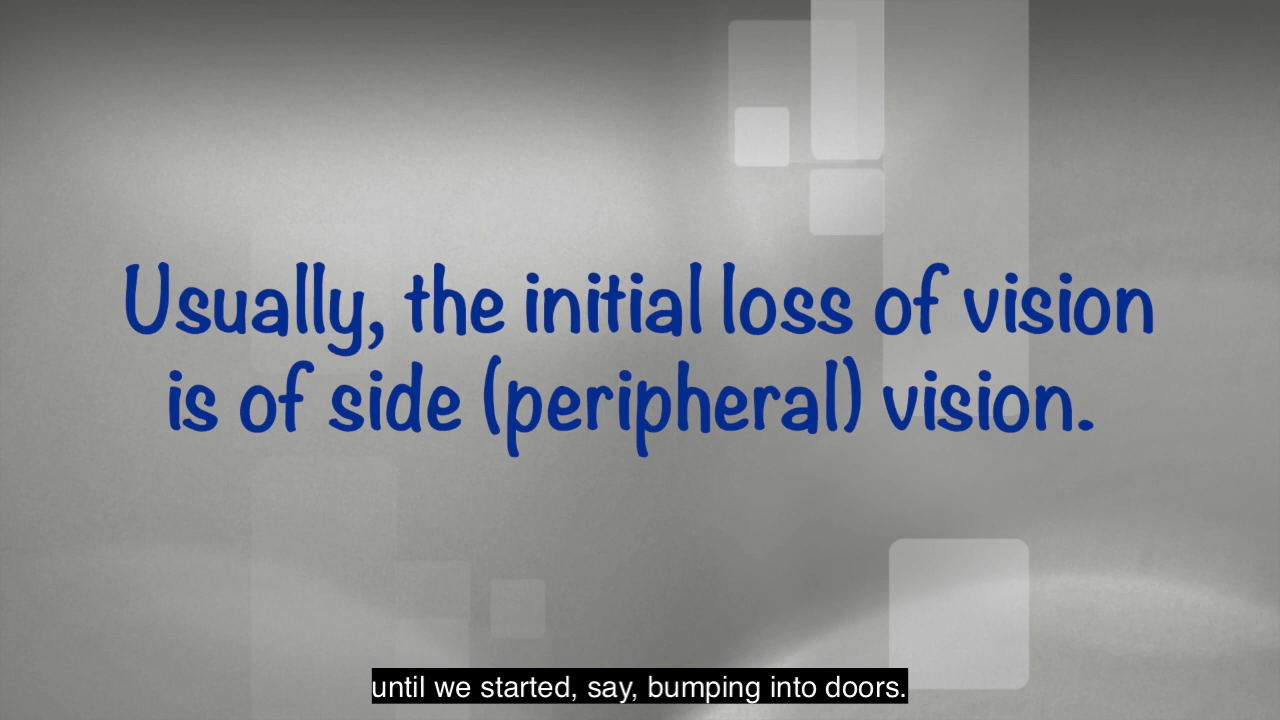 Usually, the initial loss of vision
is of side (peripheral) vision.
until we started, say, bumping into doors.